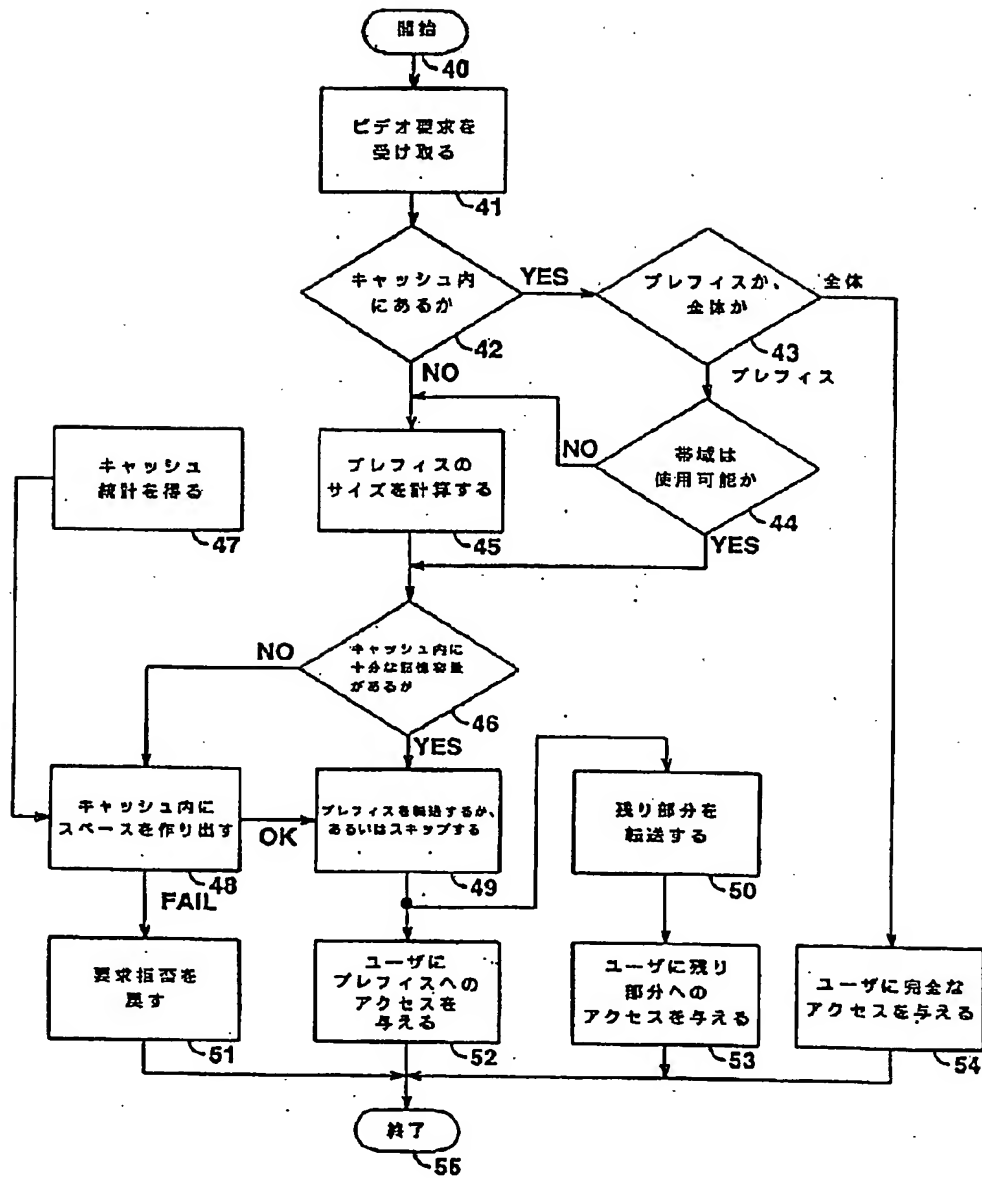 開始
40
ビデオ要求を
受け取る
41
キャッシュ内
にあるか
42
YES
プレフィスか、
全体か
43
全体
NO
プレフィス
キャッシュ
統計を得る
47
プレフィスの
サイズを計算する
45
NO
帯域は
使用可能か
44
YES
キャッシュ内に
十分な記憶容量
があるか
46
NO
YES
キャッシュ内に
スペースを作り出す
48
OK
プレフィスを転送するか、
あるいはスキップする
49
残り部分を
転送する
50
FAIL
要求拒否を
戻す
51
ユーザに
プレフィスへの
アクセスを
与える
52
ユーザに残り
部分への
アクセスを与える
53
ユーザに完全な
アクセスを与える
54
終了
55